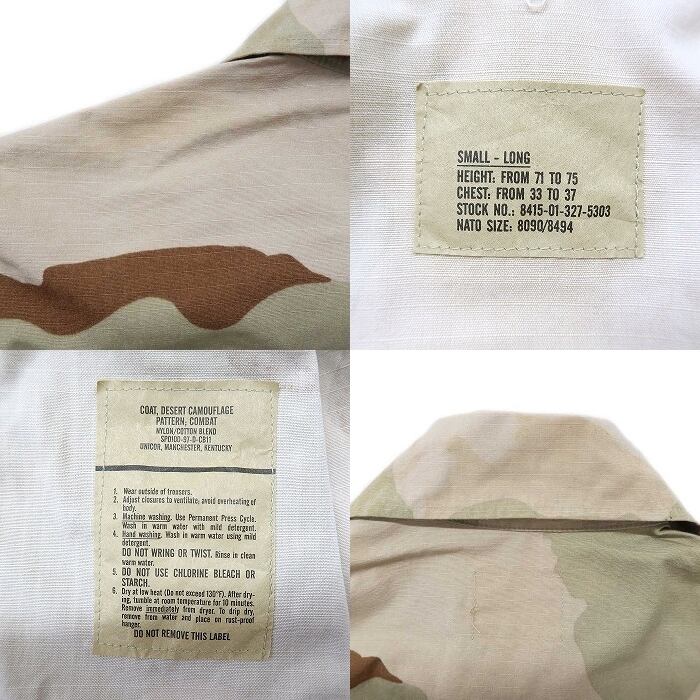 SMALL - LONG
HEIGHT: FROM 71 TO 75
CHEST: FROM 33 TO 37
STOCK NO.: 8415-01-327-5303
NATO SIZE: 8090/8494
COAT, DESERT CAMOUFLAGE
PATTERN, COMBAT
NYLON/COTTON BLEND
SPO100-97-D-CB11
UNICOR, MANCHESTER, KENTUCKY
1. Wear outside of trousers.
2. Adjust closures to ventilate; avoid overheating of
body.
3. Machine washing. Use Permanent Press Cycle.
Wash in warm water with mild detergent.
4. Hand washing. Wash in warm water using mild
detergent.
DO NOT WRING OR TWIST. Rinse in clean
warm water.
5. DO NOT USE CHLORINE BLEACH OR
STARCH.
6. Dry at low heat (Do not exceed 130°F). After dry-
ing, tumble at room temperature for 10 minutes.
Remove immediately from dryer. To drip dry,
remove from water and place on rust-proof
hanger.
DO NOT REMOVE THIS LABEL